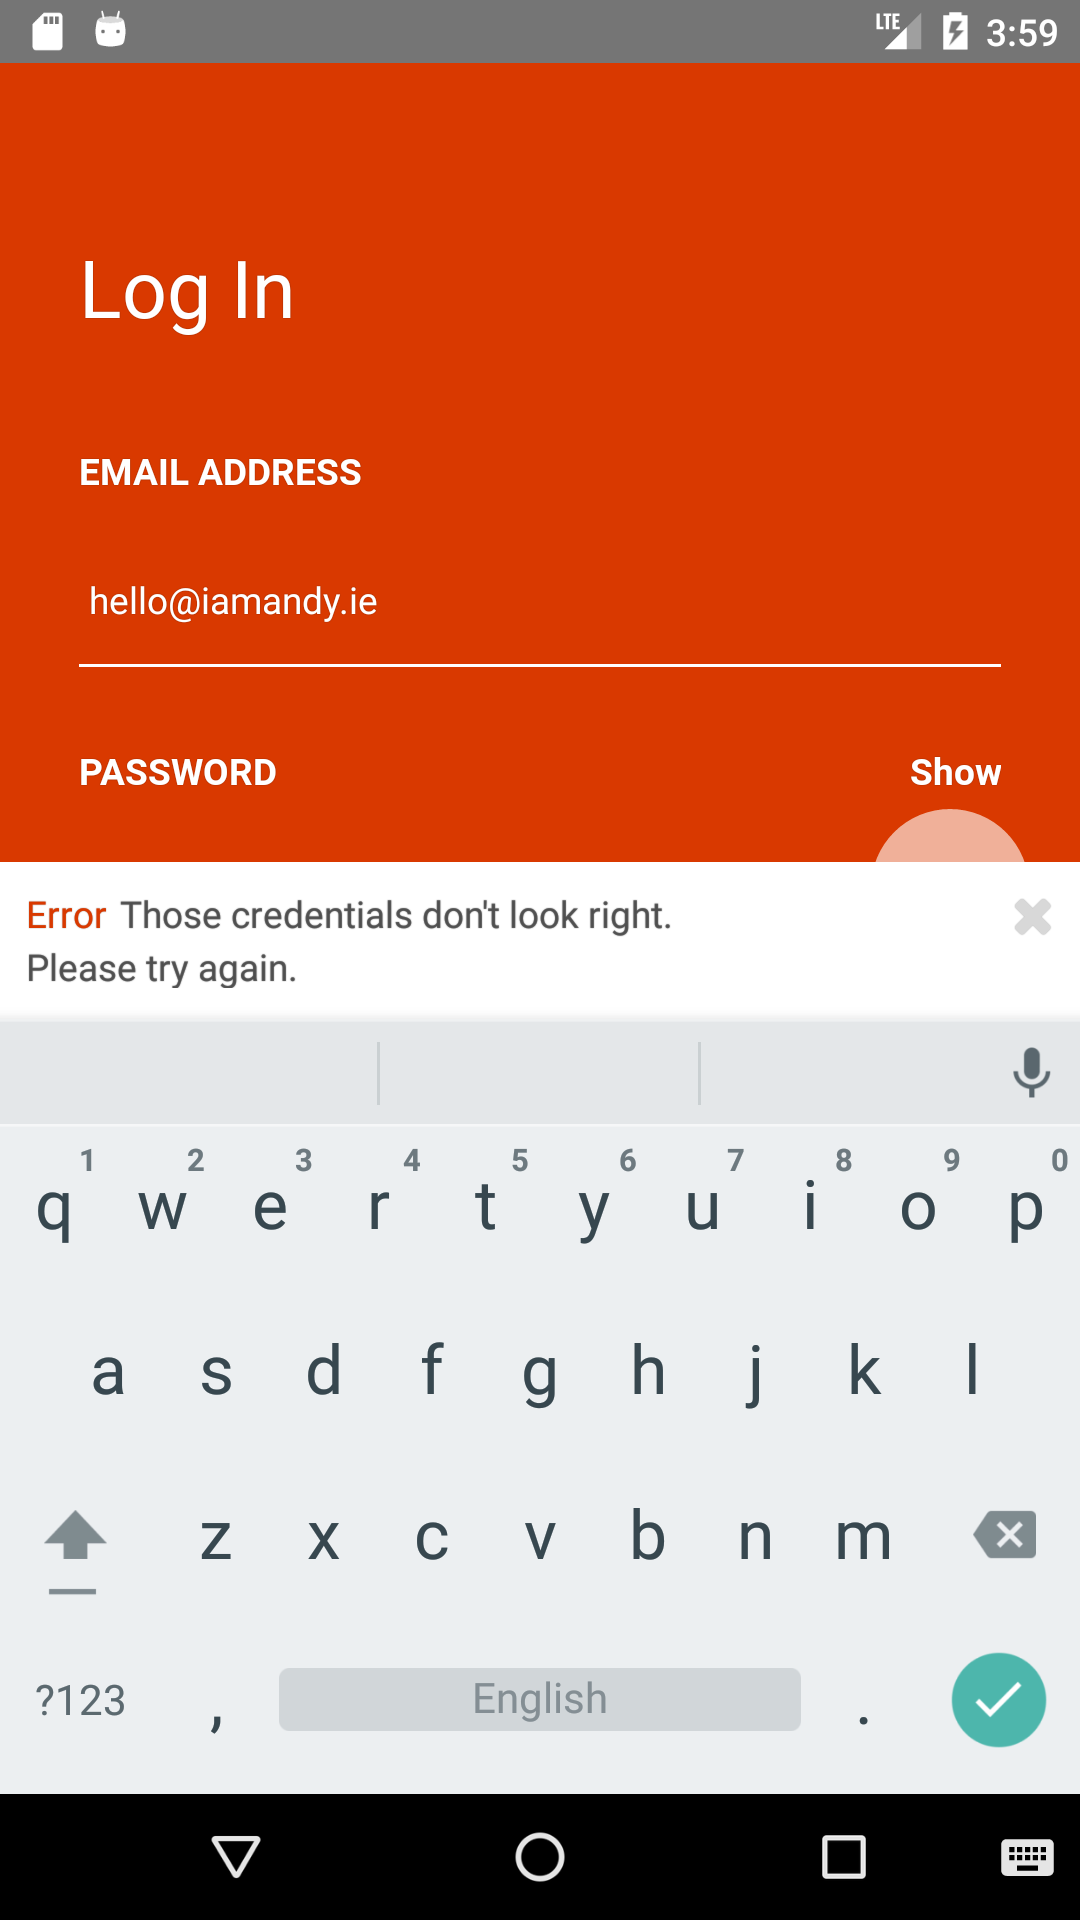 LTE 3:59
Log In
EMAIL ADDRESS
hello@iamandy.ie
PASSWORD Show
Error Those credentials don't look right.
Please try again.
1 2 3 4 5 6 7 8 9 0
q w e r t y u i o p
a s d f g h j k l
z x c v b n m
?123 , English .